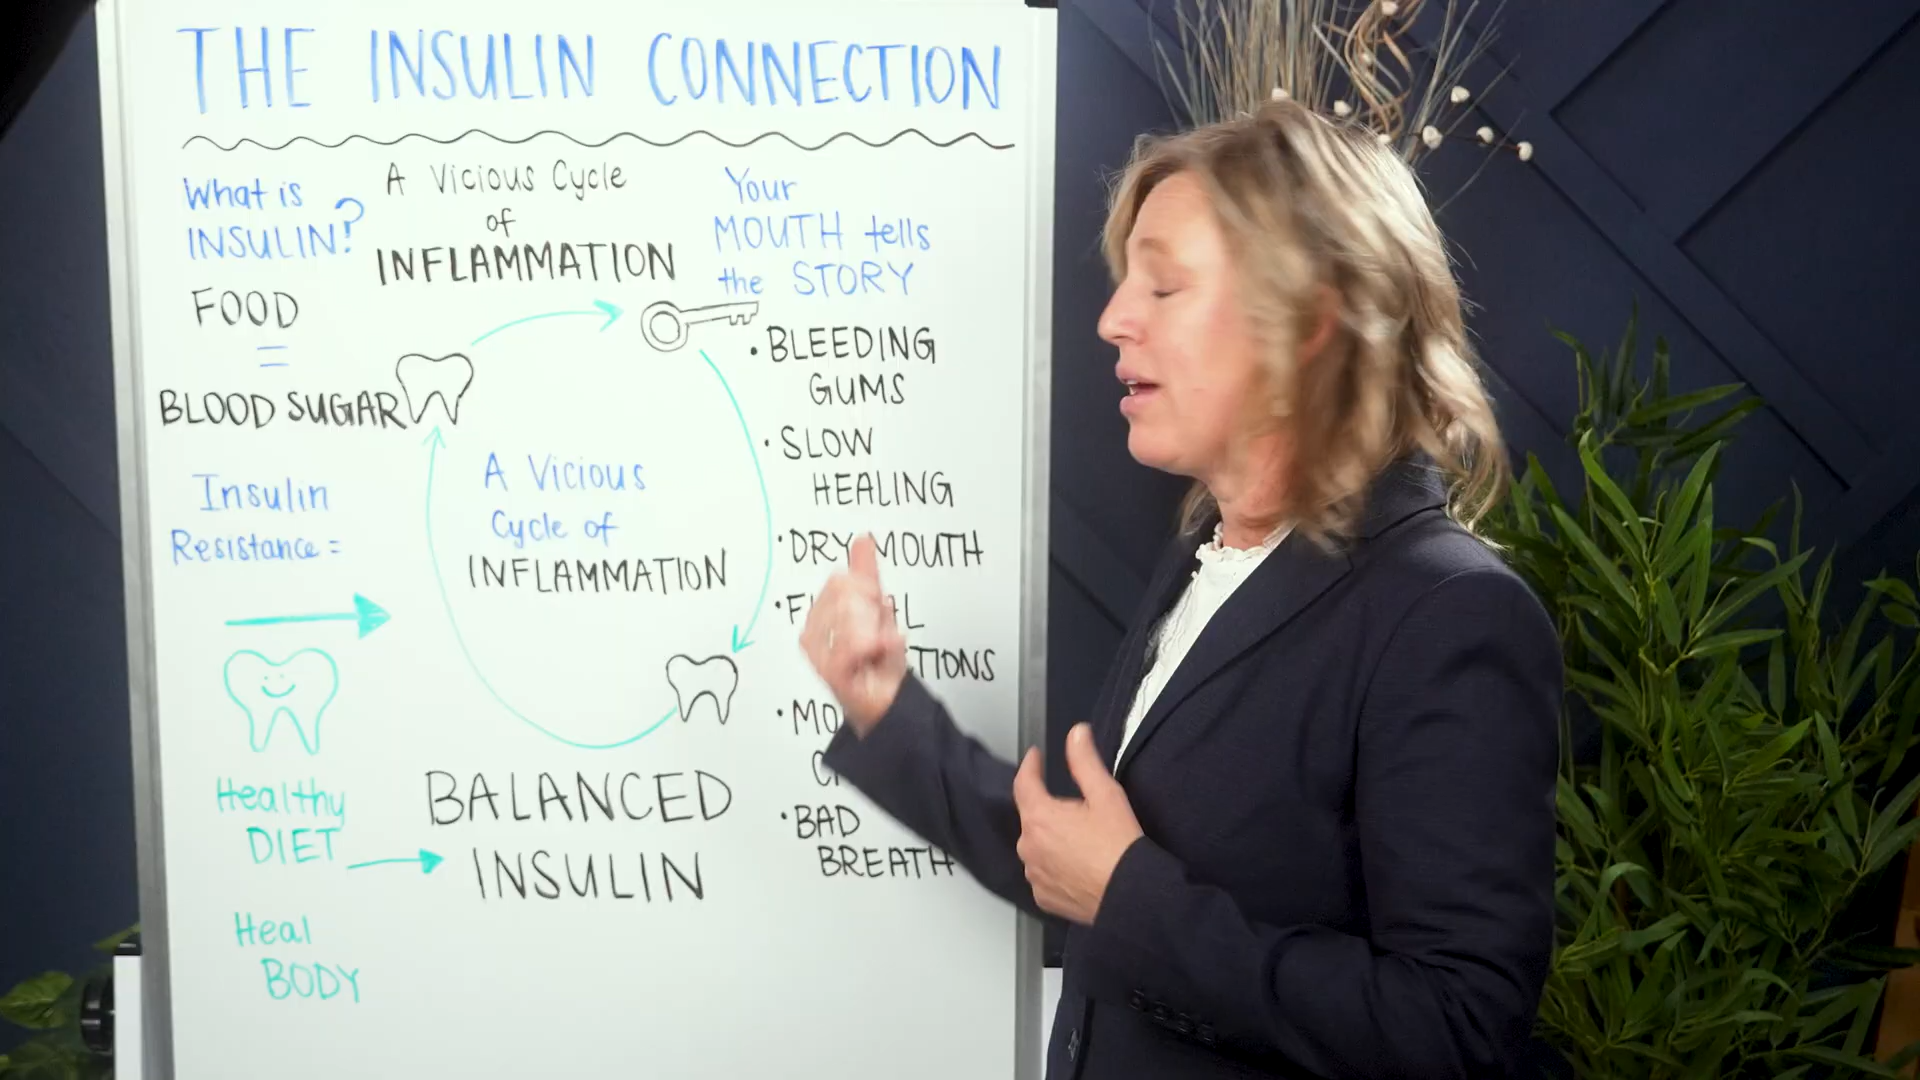 THE INSULIN CONNECTION
What is
INSULIN?
FOOD
=
BLOOD SUGAR
Insulin
Resistance =
Healthy
DIET
Heal
BODY
A Vicious Cycle
of
INFLAMMATION
A Vicious
Cycle of
INFLAMMATION
BALANCED
INSULIN
Your
MOUTH tells
the STORY
• BLEEDING
GUMS
• SLOW
HEALING
• DRY MOUTH
• BAD
BREATH